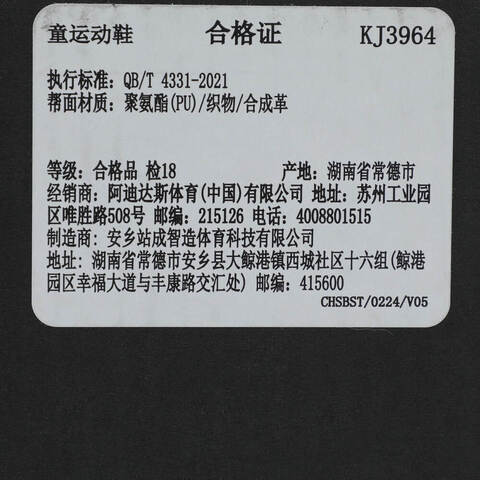 童运动鞋 合格证 KJ3964
执行标准：QB/T 4331-2021
帮面材质：聚氨酯(PU)/织物/合成革
等级：合格品 检18 产地：湖南省常德市
经销商：阿迪达斯体育(中国)有限公司 地址：苏州工业园
区唯胜路508号 邮编：215126 电话：4008801515
制造商：安乡站成智造体育科技有限公司
地址：湖南省常德市安乡县大鲸港镇西城社区十六组(鲸港
园区幸福大道与丰康路交汇处) 邮编：415600
CHSBST/0224/V05